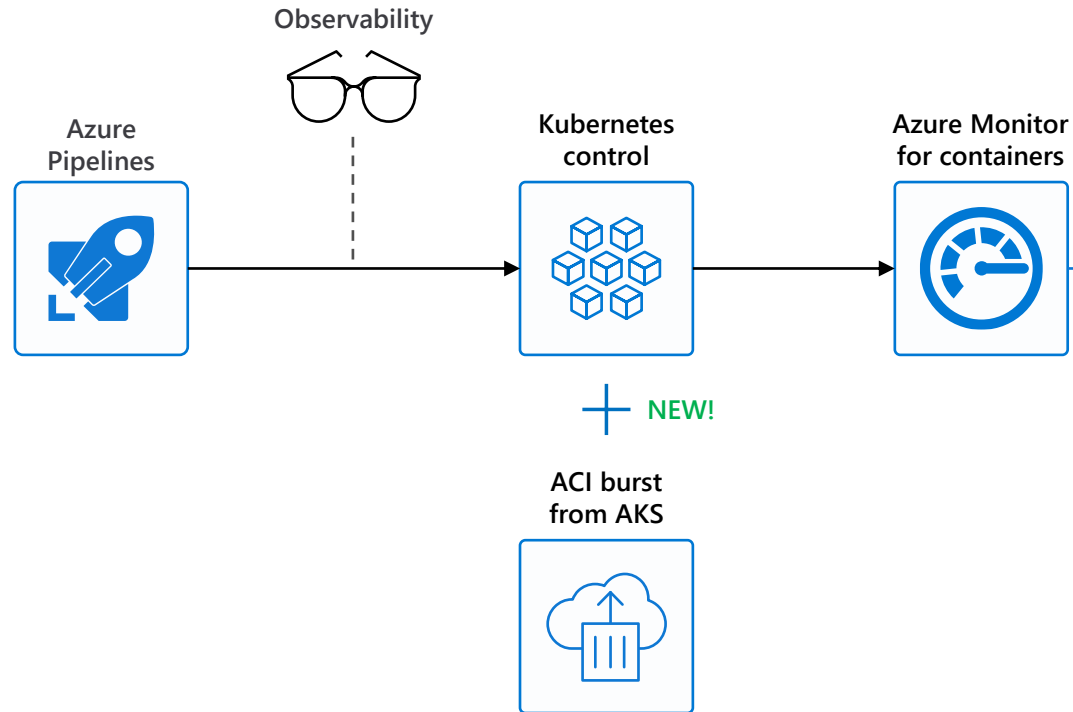 Observability
Azure
Pipelines
Kubernetes
control
Azure Monitor
for containers
NEW!
ACI burst
from AKS